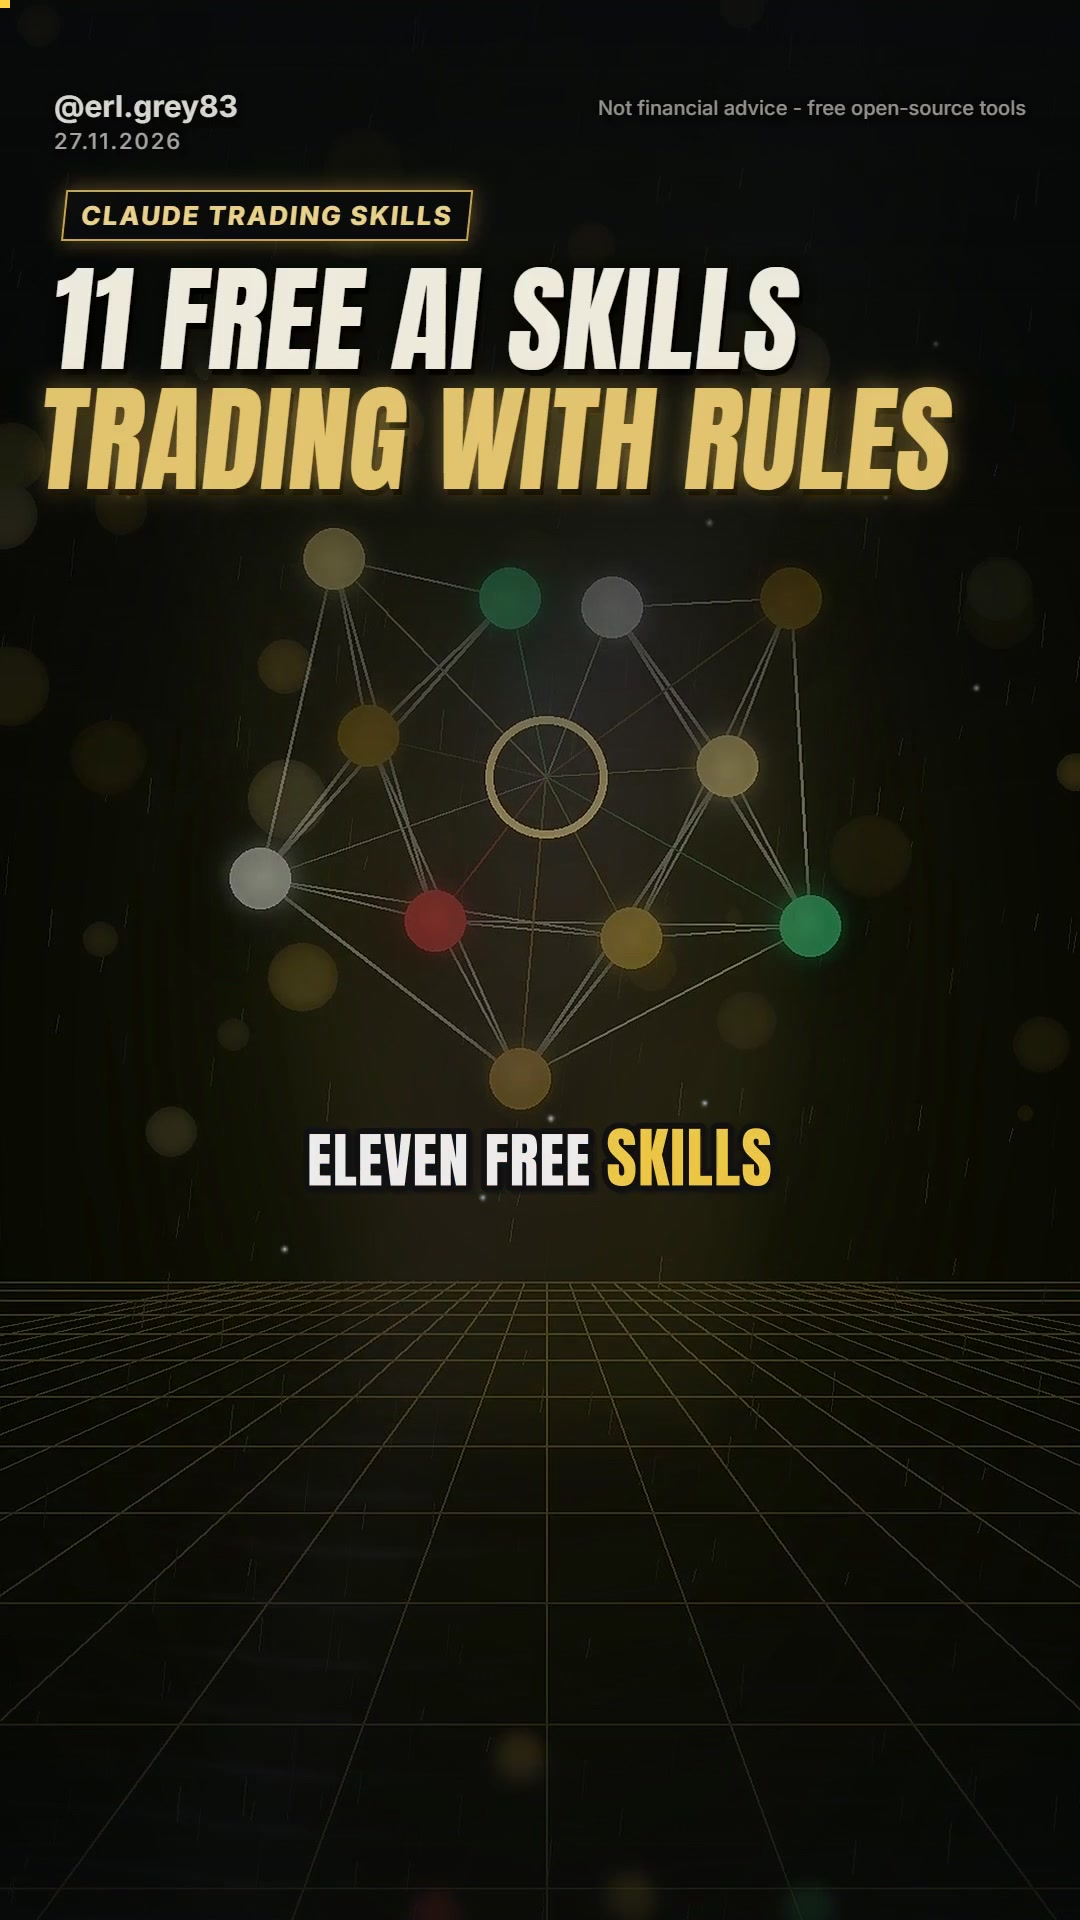 @erl.grey83
27.11.2026
Not financial advice - free open-source tools
CLAUDE TRADING SKILLS
11 FREE AI SKILLS
TRADING WITH RULES
ELEVEN FREE SKILLS